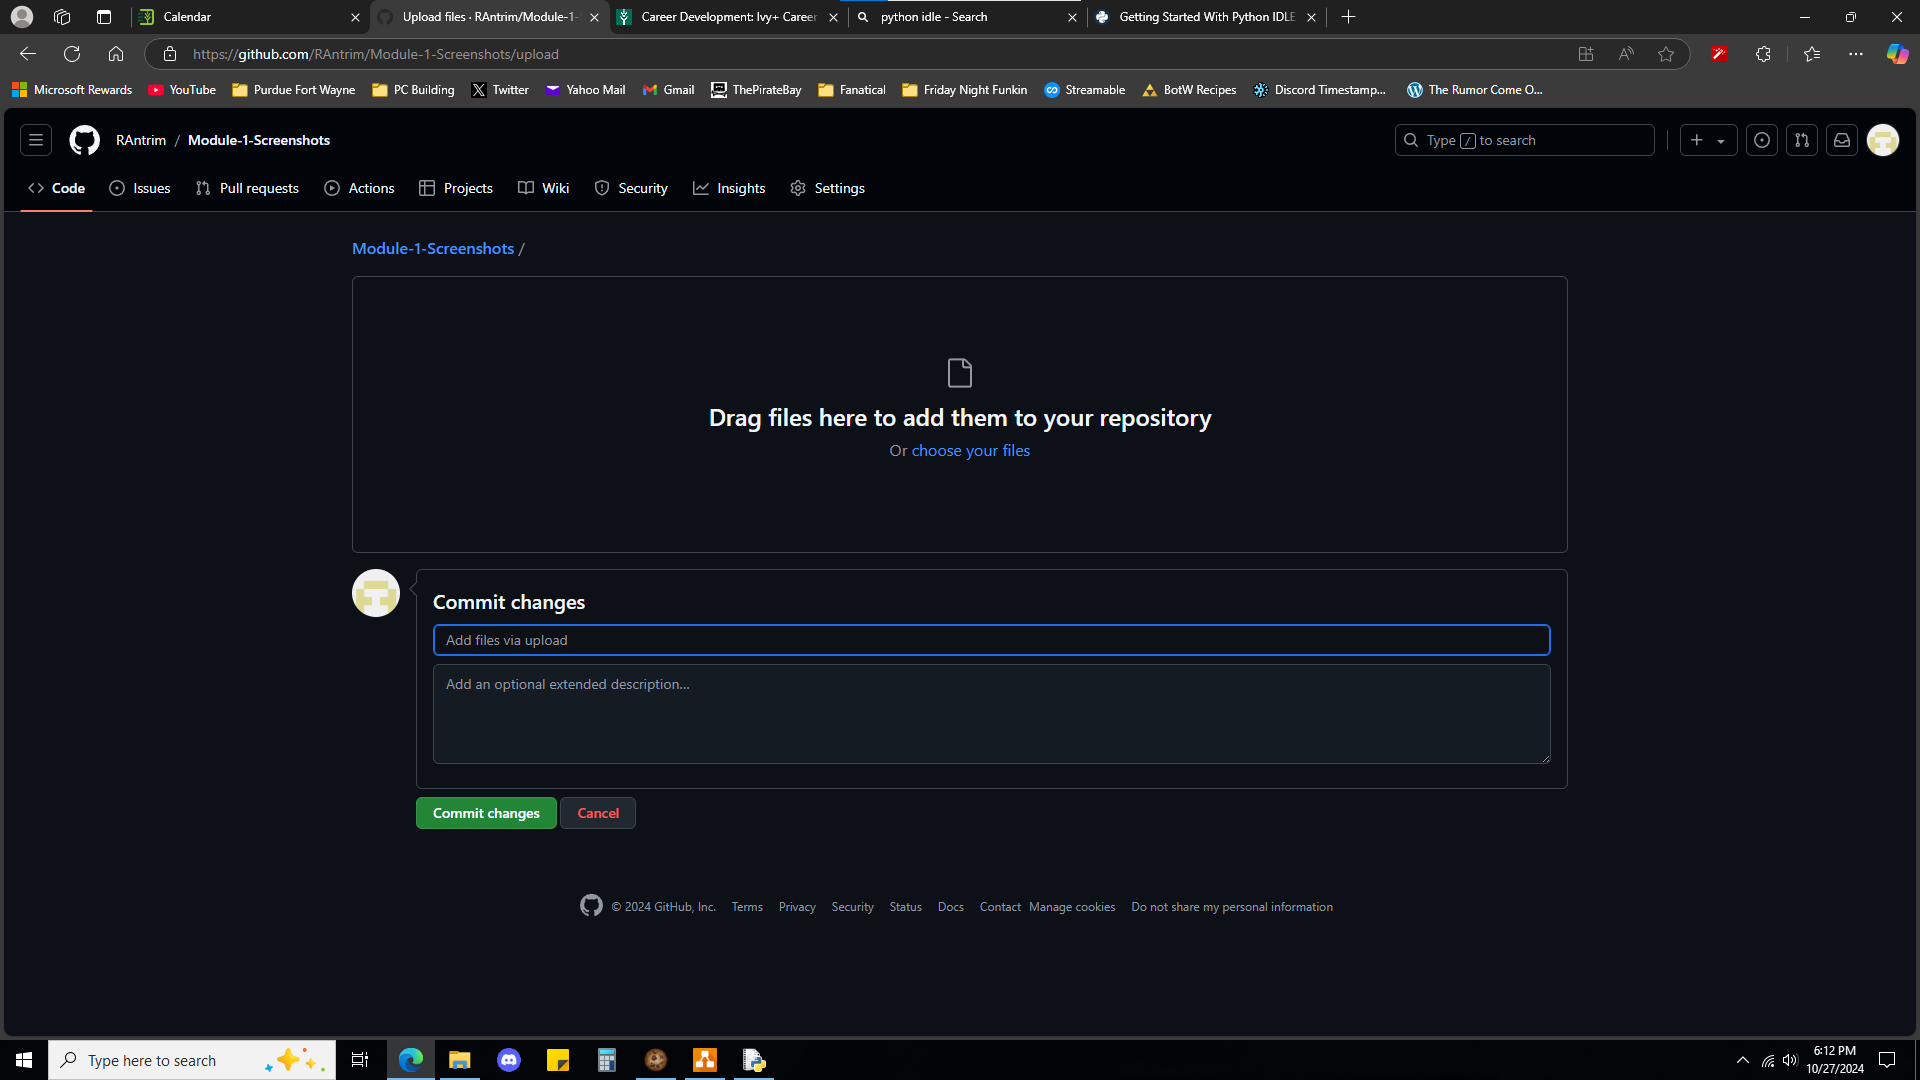 Calendar
Upload files · RAntrim/Module-1-
Career Development: Ivy+ Career
python idle - Search
Getting Started With Python IDLE
https://github.com/RAntrim/Module-1-Screenshots/upload
Microsoft Rewards
YouTube
Purdue Fort Wayne
PC Building
Twitter
Yahoo Mail
Gmail
ThePirateBay
Fanatical
Friday Night Funkin
Streamable
BotW Recipes
Discord Timestamp...
The Rumor Come O...
RAntrim / Module-1-Screenshots
Type / to search
Code
Issues
Pull requests
Actions
Projects
Wiki
Security
Insights
Settings
Module-1-Screenshots /
Drag files here to add them to your repository
Or choose your files
Commit changes
Add files via upload
Add an optional extended description...
Commit changes
Cancel
© 2024 GitHub, Inc.
Terms
Privacy
Security
Status
Docs
Contact
Manage cookies
Do not share my personal information
Type here to search
6:12 PM
10/27/2024